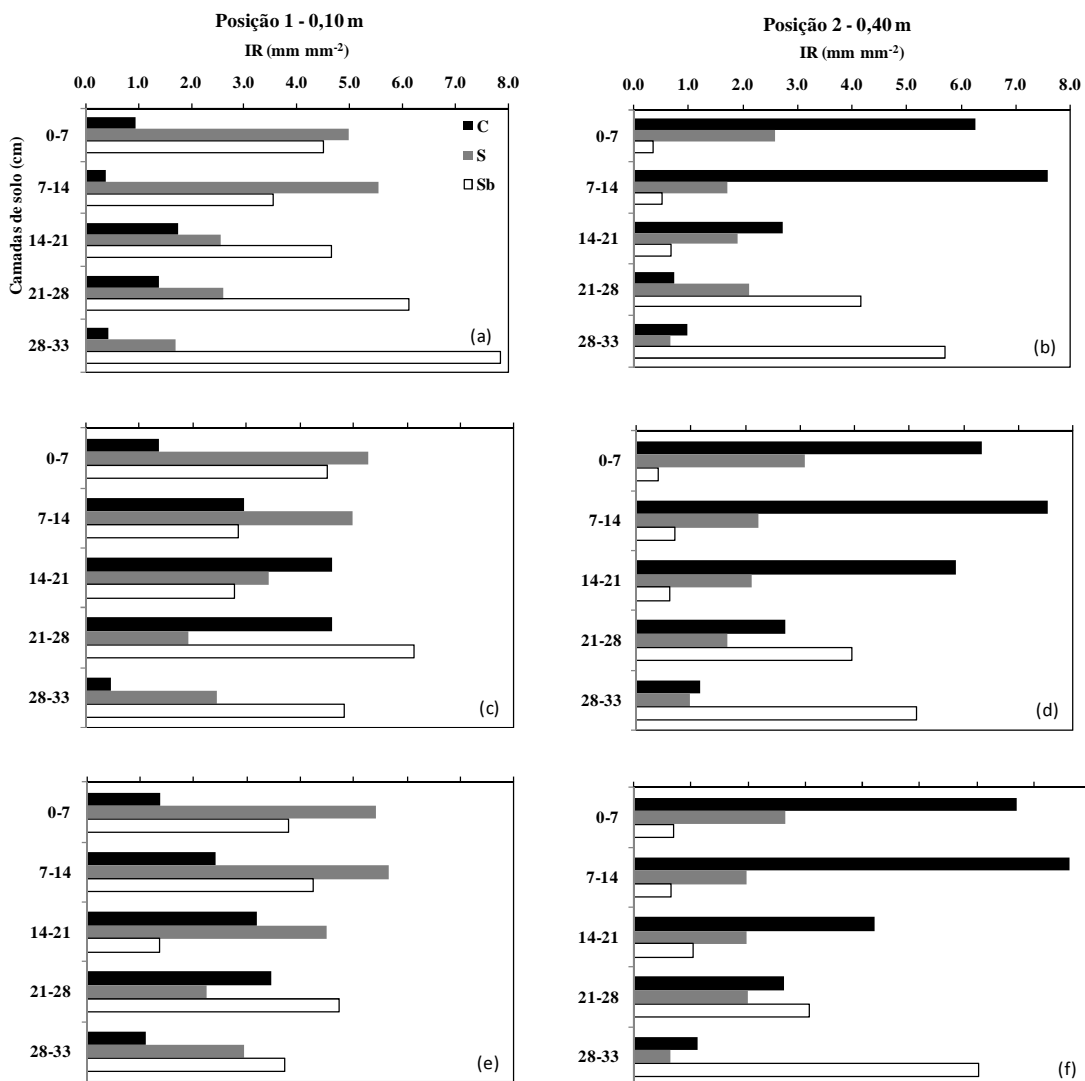 Posição 1 - 0,10 m
IR (mm mm-2)
0.0 1.0 2.0 3.0 4.0 5.0 6.0 7.0 8.0
Camadas de solo (cm)
0-7
7-14
14-21
21-28
28-33
C
S
Sb
(a)
Posição 2 - 0,40 m
IR (mm mm-2)
0.0 1.0 2.0 3.0 4.0 5.0 6.0 7.0 8.0
0-7
7-14
14-21
21-28
28-33
(b)
0-7
7-14
14-21
21-28
28-33
(c)
0-7
7-14
14-21
21-28
28-33
(d)
0-7
7-14
14-21
21-28
28-33
(e)
0-7
7-14
14-21
21-28
28-33
(f)